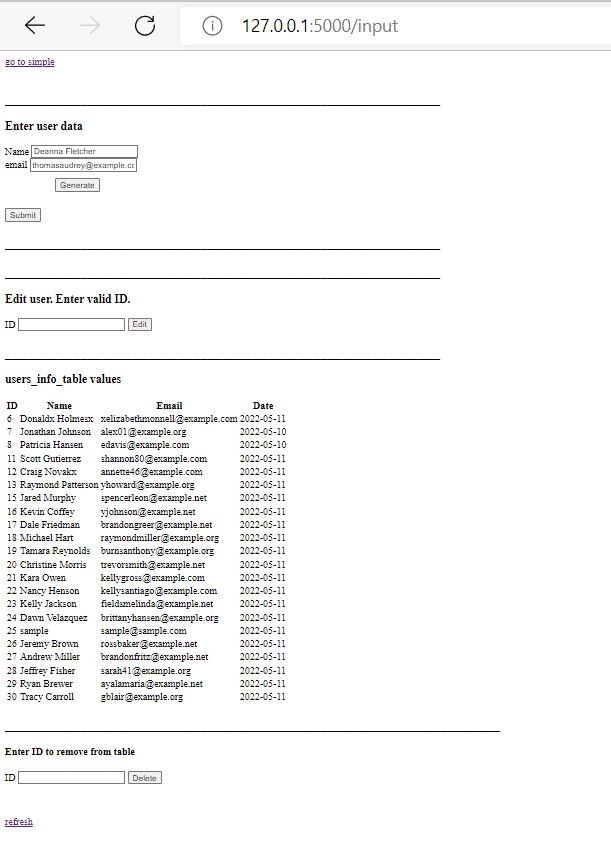 127.0.0.1:5000/input
go to simple
Enter user data
Name Deanna Fletcher
email thomasaudrey@example.cc
Generate
Submit
Edit user. Enter valid ID.
ID Edit
users_info_table values
ID Name Email Date
6 Donaldx Holmesx xelizabethmonnell@example.com 2022-05-11
7 Jonathan Johnson alex01@example.org 2022-05-10
8 Patricia Hansen edavis@example.com 2022-05-10
11 Scott Gutierrez shannon80@example.com 2022-05-11
12 Craig Novakx annette46@example.com 2022-05-11
13 Raymond Patterson yhoward@example.org 2022-05-11
15 Jared Murphy spencerleon@example.net 2022-05-11
16 Kevin Coffey yjohnson@example.net 2022-05-11
17 Dale Friedman brandongreer@example.net 2022-05-11
18 Michael Hart raymondmiller@example.org 2022-05-11
19 Tamara Reynolds burnsanthony@example.org 2022-05-11
20 Christine Morris trevorsmith@example.net 2022-05-11
21 Kara Owen kellygross@example.com 2022-05-11
22 Nancy Henson kellysantiago@example.com 2022-05-11
23 Kelly Jackson fieldsmelinda@example.net 2022-05-11
24 Dawn Velazquez brittanyhansen@example.org 2022-05-11
25 sample sample@sample.com 2022-05-11
26 Jeremy Brown rossbaker@example.net 2022-05-11
27 Andrew Miller brandonfritz@example.net 2022-05-11
28 Jeffrey Fisher sarah41@example.org 2022-05-11
29 Ryan Brewer ayalamaria@example.net 2022-05-11
30 Tracy Carroll gblair@example.org 2022-05-11
Enter ID to remove from table
ID Delete
refresh